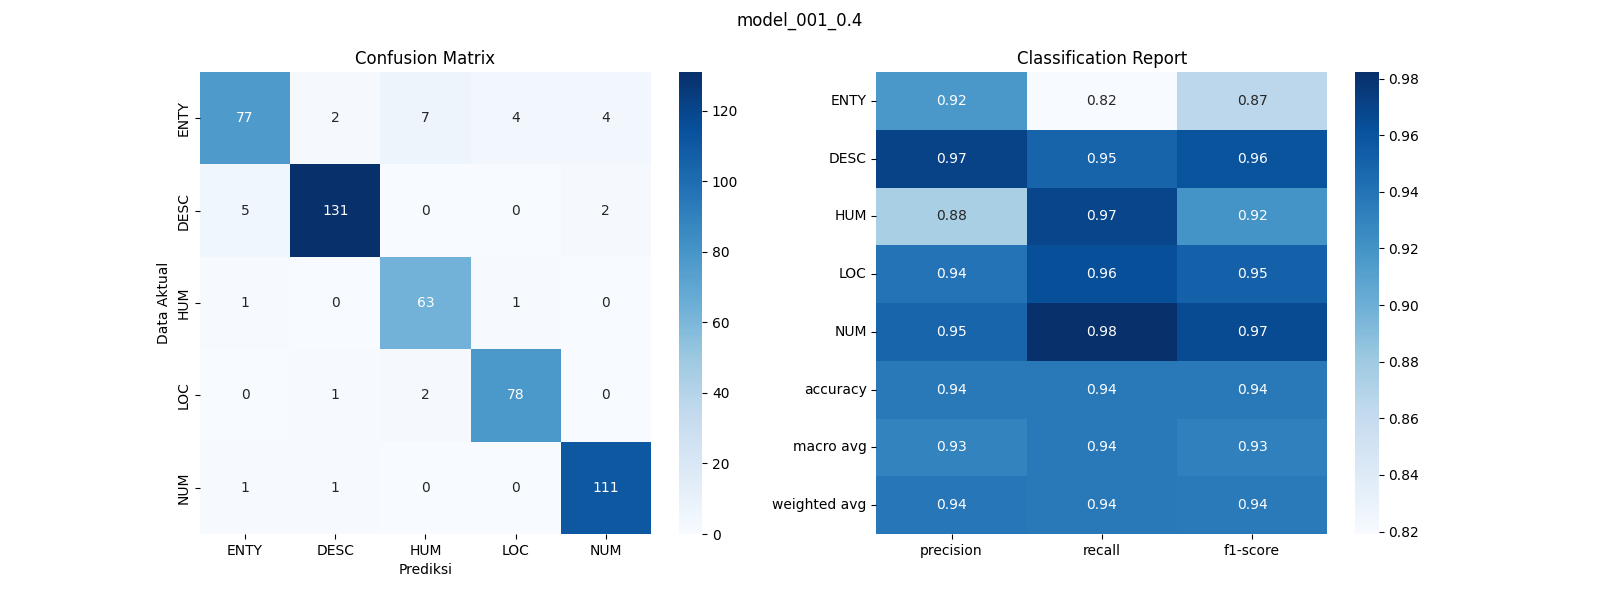 model_001_0.4
Confusion Matrix
ENTY 77 2 7 4 4
DESC 5 131 0 0 2
HUM 1 0 63 1 0
LOC 0 1 2 78 0
NUM 1 1 0 0 111
ENTY DESC HUM LOC NUM
Data Aktual
Prediksi
120
100
80
60
40
20
0
Classification Report
ENTY 0.92 0.82 0.87
DESC 0.97 0.95 0.96
HUM 0.88 0.97 0.92
LOC 0.94 0.96 0.95
NUM 0.95 0.98 0.97
accuracy 0.94 0.94 0.94
macro avg 0.93 0.94 0.93
weighted avg 0.94 0.94 0.94
precision recall f1-score
0.98
0.96
0.94
0.92
0.90
0.88
0.86
0.84
0.82